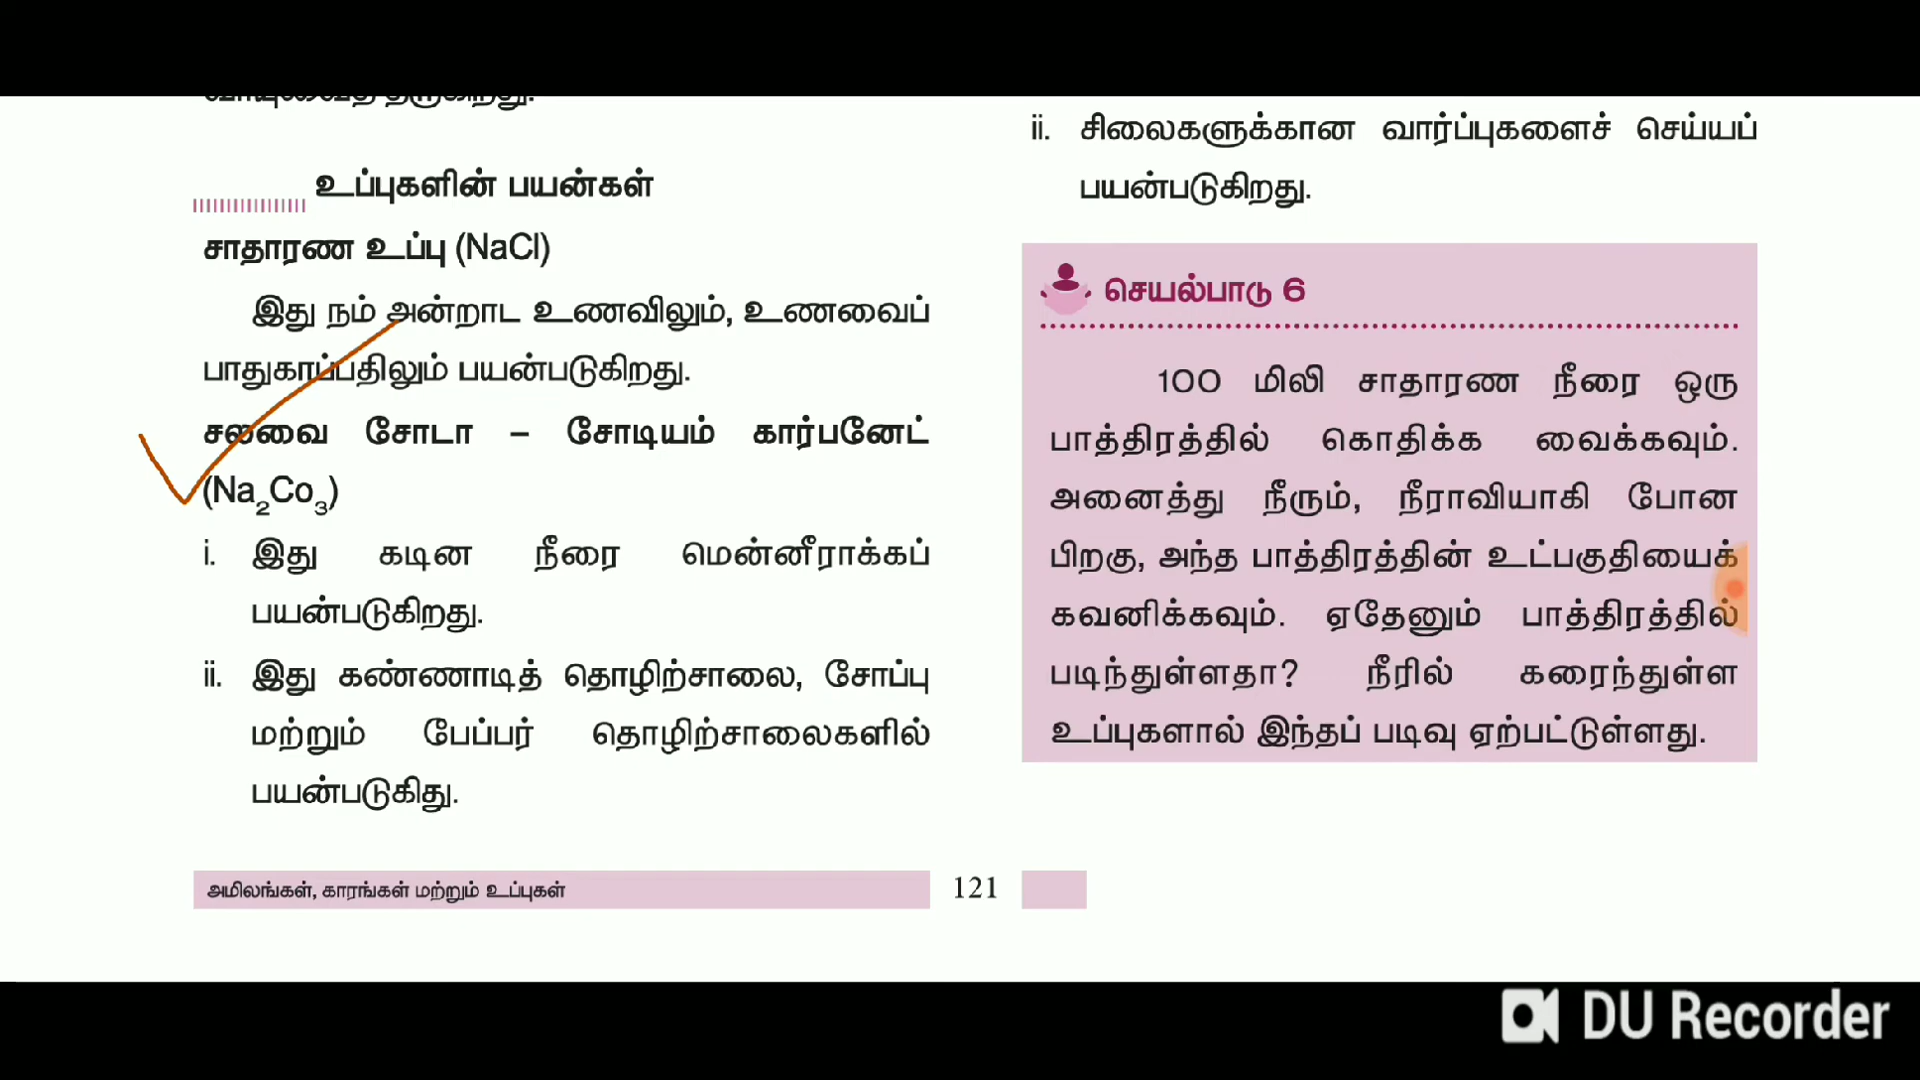 உப்புகளின் பயன்கள்
சாதாரண உப்பு (NaCl)
இது நம் அன்றாட உணவிலும், உணவைப்
பாதுகாப்பதிலும் பயன்படுகிறது.
சலவை சோடா – சோடியம் கார்பனேட்
(Na₂Co₃)
i. இது கடின நீரை மென்னீராக்கப்
பயன்படுகிறது.
ii. இது கண்ணாடித் தொழிற்சாலை, சோப்பு
மற்றும் பேப்பர் தொழிற்சாலைகளில்
பயன்படுகிது.
ii. சிலைகளுக்கான வார்ப்புகளைச் செய்யப்
பயன்படுகிறது.
செயல்பாடு 6
100 மிலி சாதாரண நீரை ஒரு
பாத்திரத்தில் கொதிக்க வைக்கவும்.
அனைத்து நீரும், நீராவியாகி போன
பிறகு, அந்த பாத்திரத்தின் உட்பகுதியைக்
கவனிக்கவும். ஏதேனும் பாத்திரத்தில்
படிந்துள்ளதா? நீரில் கரைந்துள்ள
உப்புகளால் இந்தப் படிவு ஏற்பட்டுள்ளது.
அமிலங்கள், காரங்கள் மற்றும் உப்புகள்
121
DU Recorder